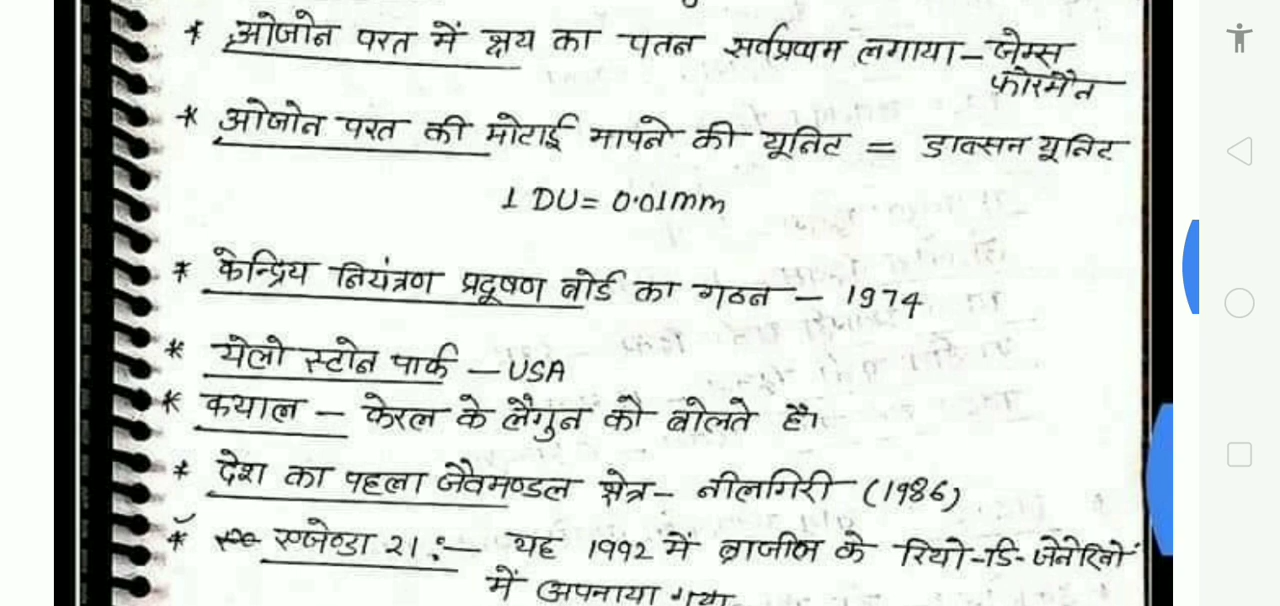 * ओजोन परत में क्षय का पतन सर्वप्रथम लगाया - जेम्स
फोरमैन
* ओजोन परत की मोटाई मापने की यूनिट = डाक्सन यूनिट
1 DU = 0.01mm
* केन्द्रिय नियंत्रण प्रदूषण बोर्ड का गठन - 1974
* येलो स्टोन पार्क - USA
* कयाल - केरल के लैगुन को बोलते है।
* देश का पहला जैवमण्डल क्षेत्र - नीलगिरी (1986)
* एजेण्डा 21 :- यह 1992 में ब्राजील के रियो-डि-जेनेरियो
में अपनाया गया